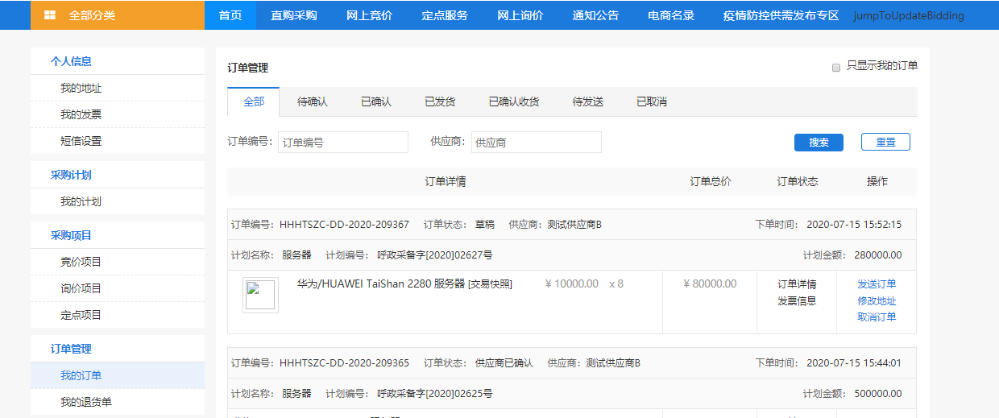 全部分类 首页 直购采购 网上竞价 定点服务 网上询价 通知公告 电商名录 疫情防控供需发布专区 jumpToUpdateBidding
个人信息
我的地址
我的发票
短信设置
采购计划
我的计划
采购项目
竞价项目
询价项目
定点项目
订单管理
我的订单
我的退货单
订单管理 只显示我的订单
全部 待确认 已确认 已发货 已确认收货 待发送 已取消
订单编号: 订单编号 供应商: 供应商 搜索 重置
订单详情 订单总价 订单状态 操作
订单编号: HHHTSZC-DD-2020-209367 订单状态: 草稿 供应商: 测试供应商B 下单时间: 2020-07-15 15:52:15
计划名称: 服务器 计划编号: 呼政采备字[2020]02627号 计划金额: 280000.00
华为/HUAWEI TaiShan 2280 服务器 [交易快照] ¥ 10000.00 x 8 ¥ 80000.00 订单详情 发送订单
发票信息 修改地址
取消订单
订单编号: HHHTSZC-DD-2020-209365 订单状态: 供应商已确认 供应商: 测试供应商B 下单时间: 2020-07-15 15:44:01
计划名称: 服务器 计划编号: 呼政采备字[2020]02625号 计划金额: 500000.00